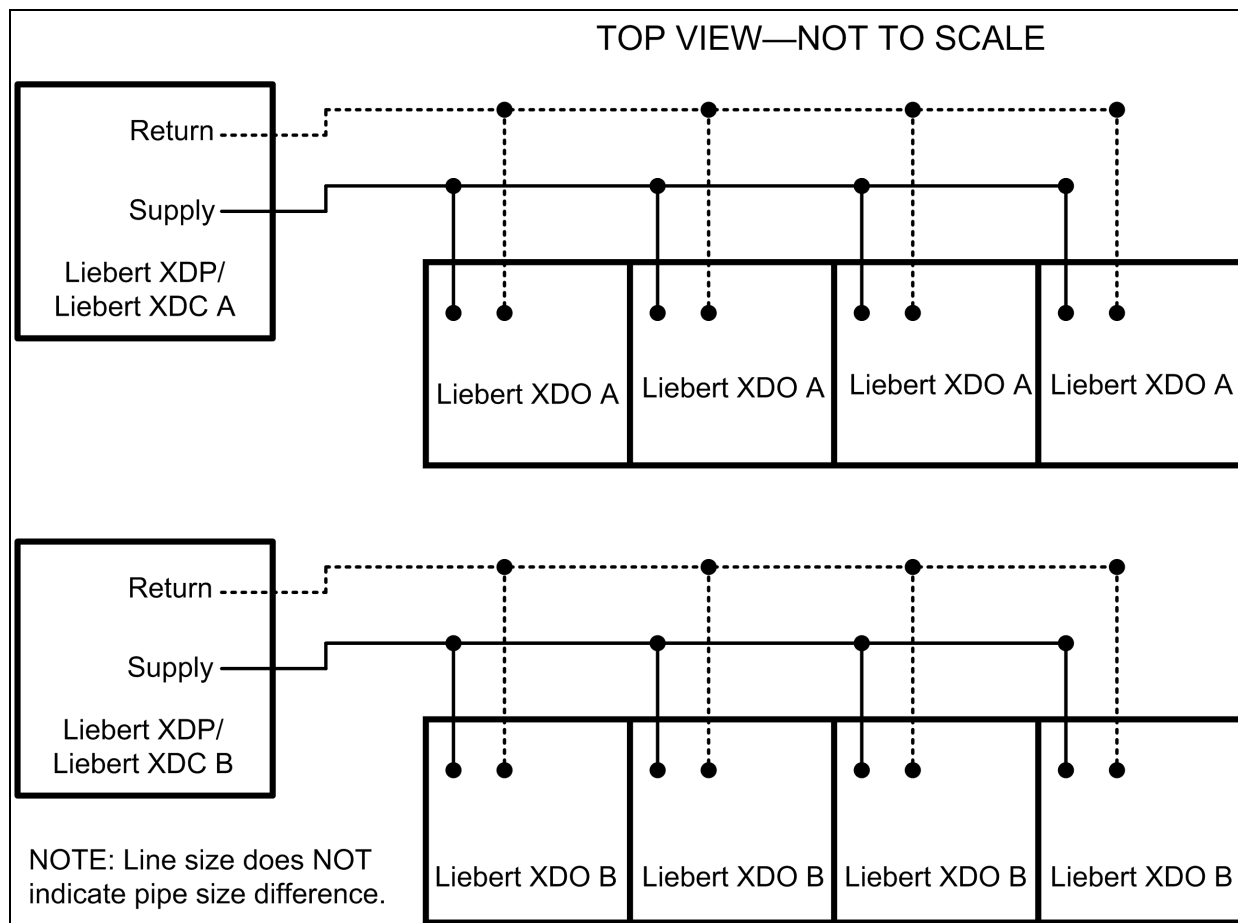 TOP VIEW—NOT TO SCALE
Return
Supply
Liebert XDP/
Liebert XDC A
Liebert XDO A
Liebert XDO A
Liebert XDO A
Liebert XDO A
Return
Supply
Liebert XDP/
Liebert XDC B
Liebert XDO B
Liebert XDO B
Liebert XDO B
Liebert XDO B
NOTE: Line size does NOT
indicate pipe size difference.